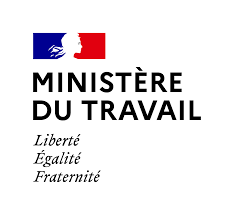 MINISTÈRE
DU TRAVAIL
Liberté
Égalité
Fraternité